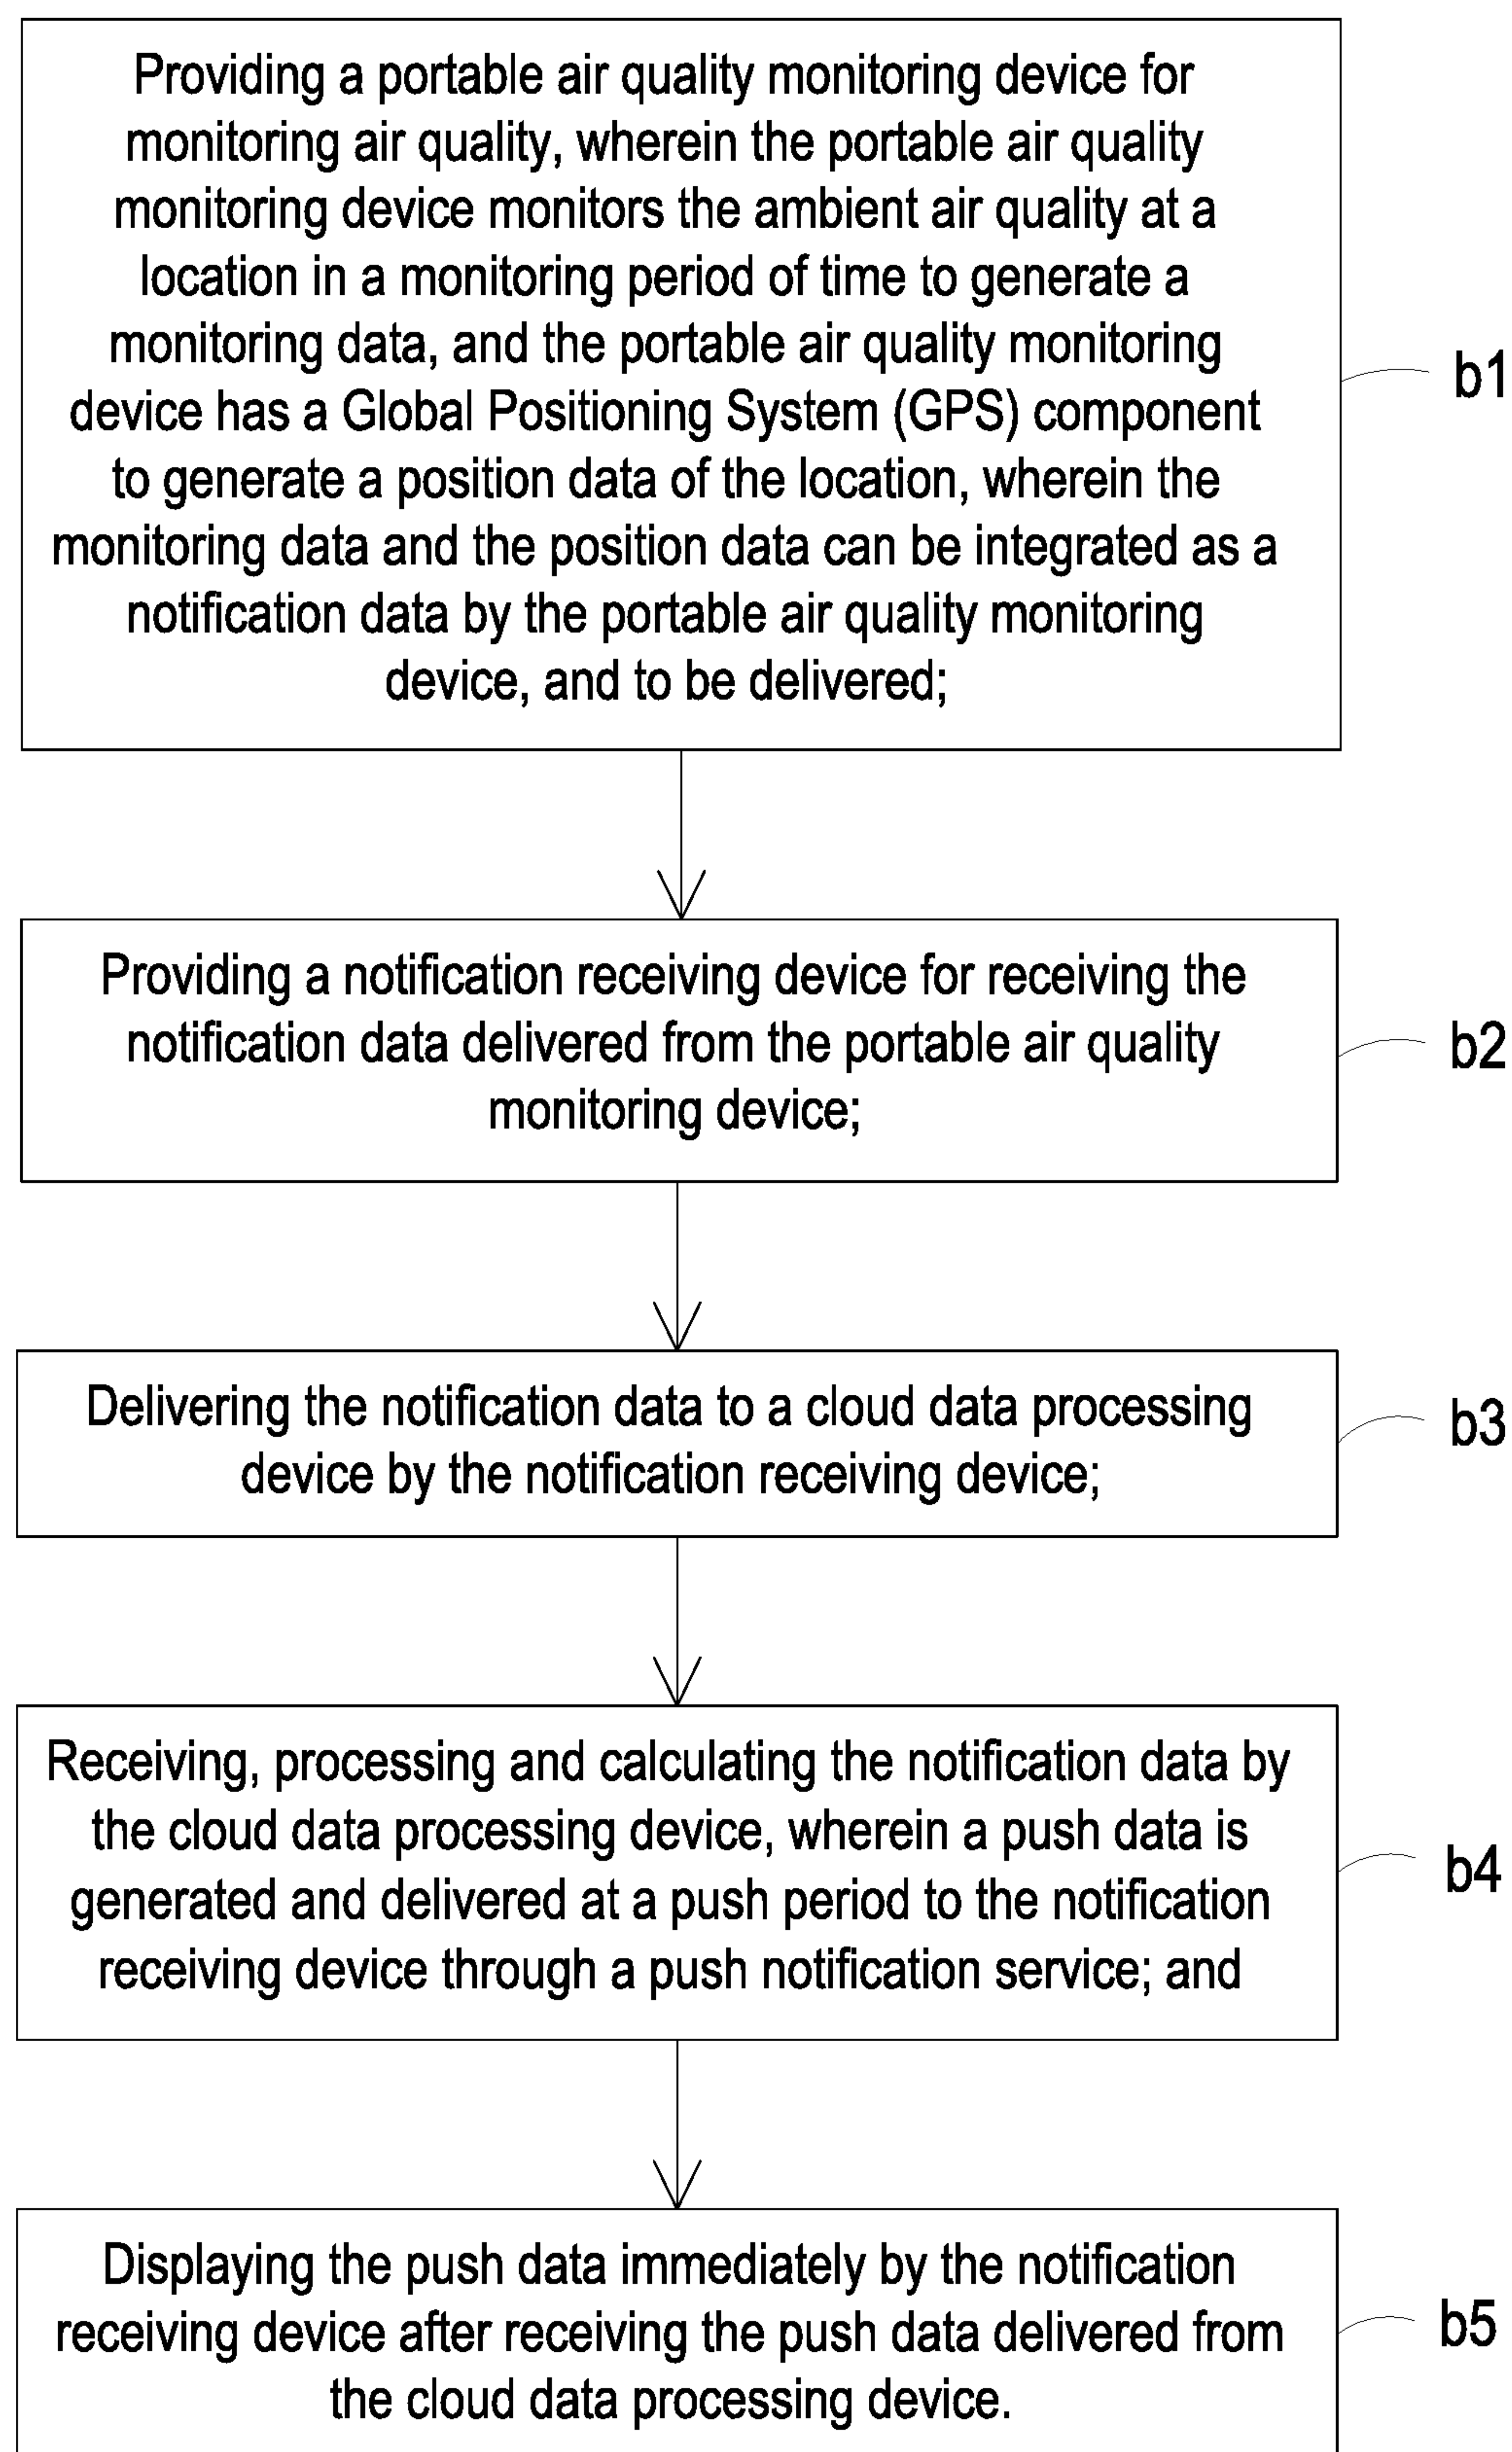 Providing a portable air quality monitoring device for
monitoring air quality, wherein the portable air quality
monitoring device monitors the ambient air quality at a
location in a monitoring period of time to generate a
monitoring data, and the portable air quality monitoring
device has a Global Positioning System (GPS) component
to generate a position data of the location, wherein the
monitoring data and the position data can be integrated as a
notification data by the portable air quality monitoring
device, and to be delivered;
b1
Providing a notification receiving device for receiving the
notification data delivered from the portable air quality
monitoring device;
b2
Delivering the notification data to a cloud data processing
device by the notification receiving device;
b3
Receiving, processing and calculating the notification data by
the cloud data processing device, wherein a push data is
generated and delivered at a push period to the notification
receiving device through a push notification service; and
b4
Displaying the push data immediately by the notification
receiving device after receiving the push data delivered from
the cloud data processing device.
b5